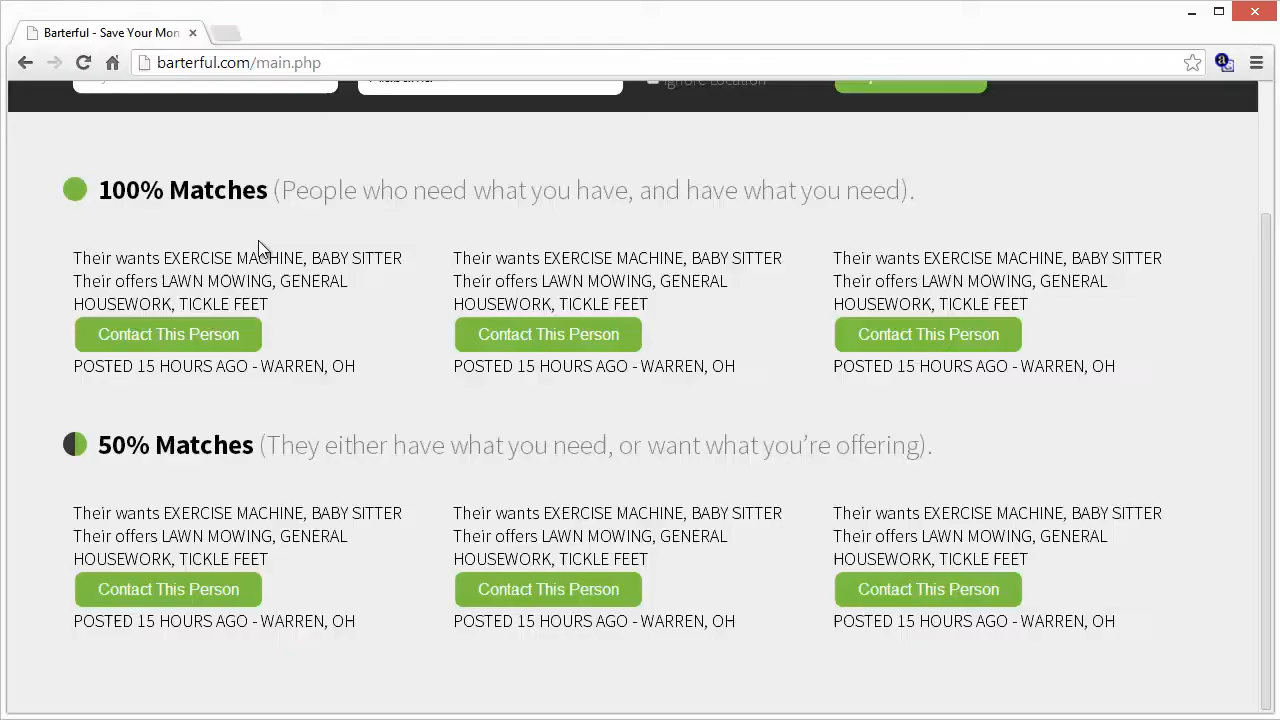 Barterful - Save Your Mon
barterful.com/main.php
Ignore Location
100% Matches (People who need what you have, and have what you need).
Their wants EXERCISE MACHINE, BABY SITTER
Their offers LAWN MOWING, GENERAL
HOUSEWORK, TICKLE FEET
Contact This Person
POSTED 15 HOURS AGO - WARREN, OH
Their wants EXERCISE MACHINE, BABY SITTER
Their offers LAWN MOWING, GENERAL
HOUSEWORK, TICKLE FEET
Contact This Person
POSTED 15 HOURS AGO - WARREN, OH
Their wants EXERCISE MACHINE, BABY SITTER
Their offers LAWN MOWING, GENERAL
HOUSEWORK, TICKLE FEET
Contact This Person
POSTED 15 HOURS AGO - WARREN, OH
50% Matches (They either have what you need, or want what you’re offering).
Their wants EXERCISE MACHINE, BABY SITTER
Their offers LAWN MOWING, GENERAL
HOUSEWORK, TICKLE FEET
Contact This Person
POSTED 15 HOURS AGO - WARREN, OH
Their wants EXERCISE MACHINE, BABY SITTER
Their offers LAWN MOWING, GENERAL
HOUSEWORK, TICKLE FEET
Contact This Person
POSTED 15 HOURS AGO - WARREN, OH
Their wants EXERCISE MACHINE, BABY SITTER
Their offers LAWN MOWING, GENERAL
HOUSEWORK, TICKLE FEET
Contact This Person
POSTED 15 HOURS AGO - WARREN, OH